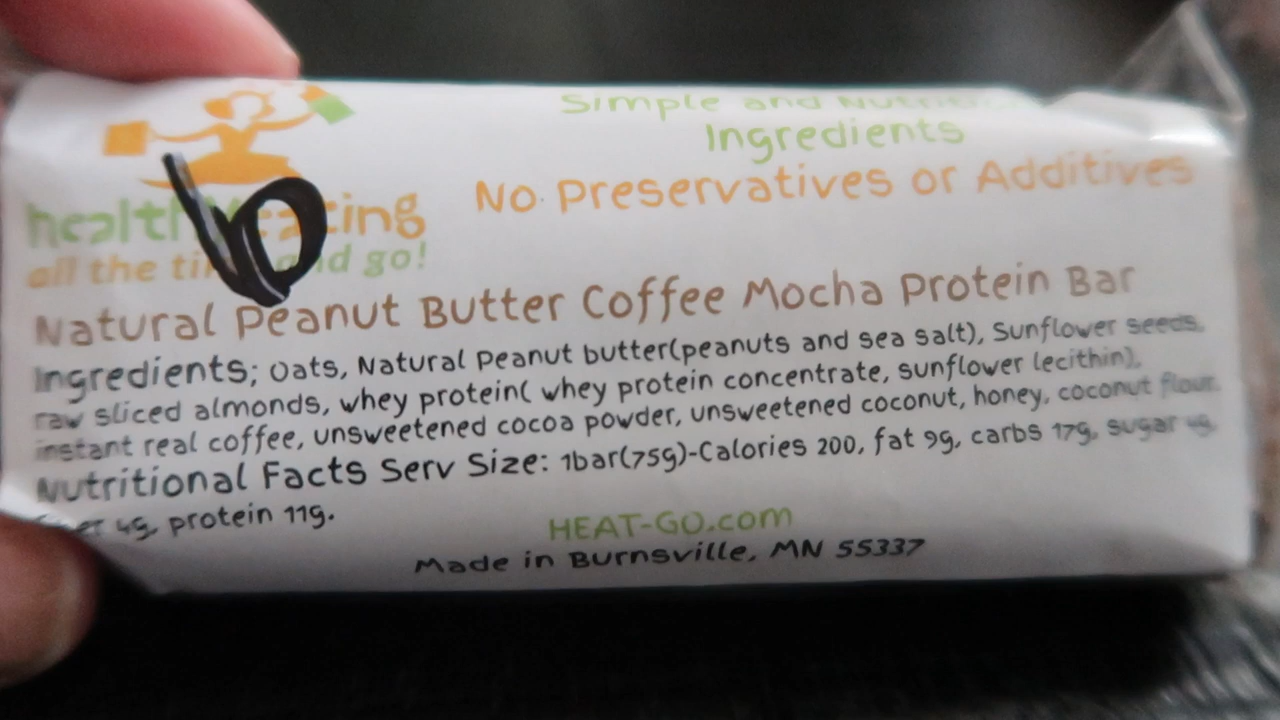 Simple and
Ingredients
No Preservatives or Additives
healthy eating
all the time and go!
b
Natural Peanut Butter Coffee Mocha Protein Bar
Ingredients; oats, Natural Peanut butter(peanuts and sea salt), Sunflower seeds,
raw sliced almonds, whey protein( whey protein concentrate, sunflower lecithin),
instant real coffee, unsweetened cocoa powder, unsweetened coconut, honey, coconut flour.
Nutritional Facts Serv Size: 1bar(75g)-Calories 200, fat 9g, carbs 17g, sugar 4g,
4g, protein 11g.
HEAT-GO.com
Made in Burnsville, MN 55337